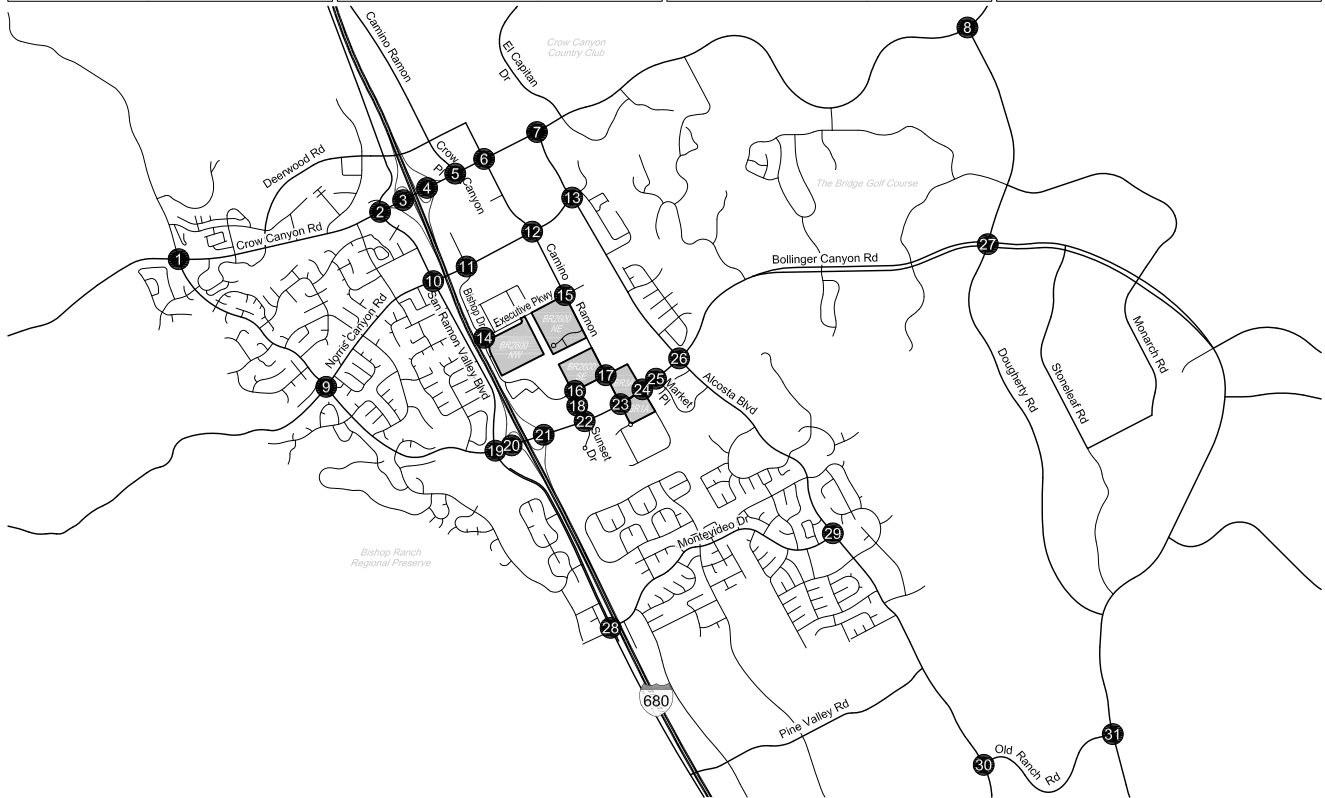 Camino Ramon
El Capitan
Dr
Crow Canyon
Country Club
8
7
Deerwood Rd
Crow
Canyon
Pl
6
5
4
3
2
13
The Bridge Golf Course
Crow Canyon Rd
1
12
27
Bollinger Canyon Rd
11
10
Camino
Ramon
15
Bishop Dr
Executive Pkwy
San Ramon Valley Blvd
Norris Canyon Rd
BR2600
NE
14
BR2600
NW
Monarch Rd
Stoneleaf Rd
Dougherty Rd
26
17
25
24
16
18
23
22
Market
Pl
Alcosta Blvd
9
21
20
19
Sunset
Dr
Montevideo Dr
29
Bishop Ranch
Regional Preserve
28
680
Pine Valley Rd
31
Old Ranch Rd
30